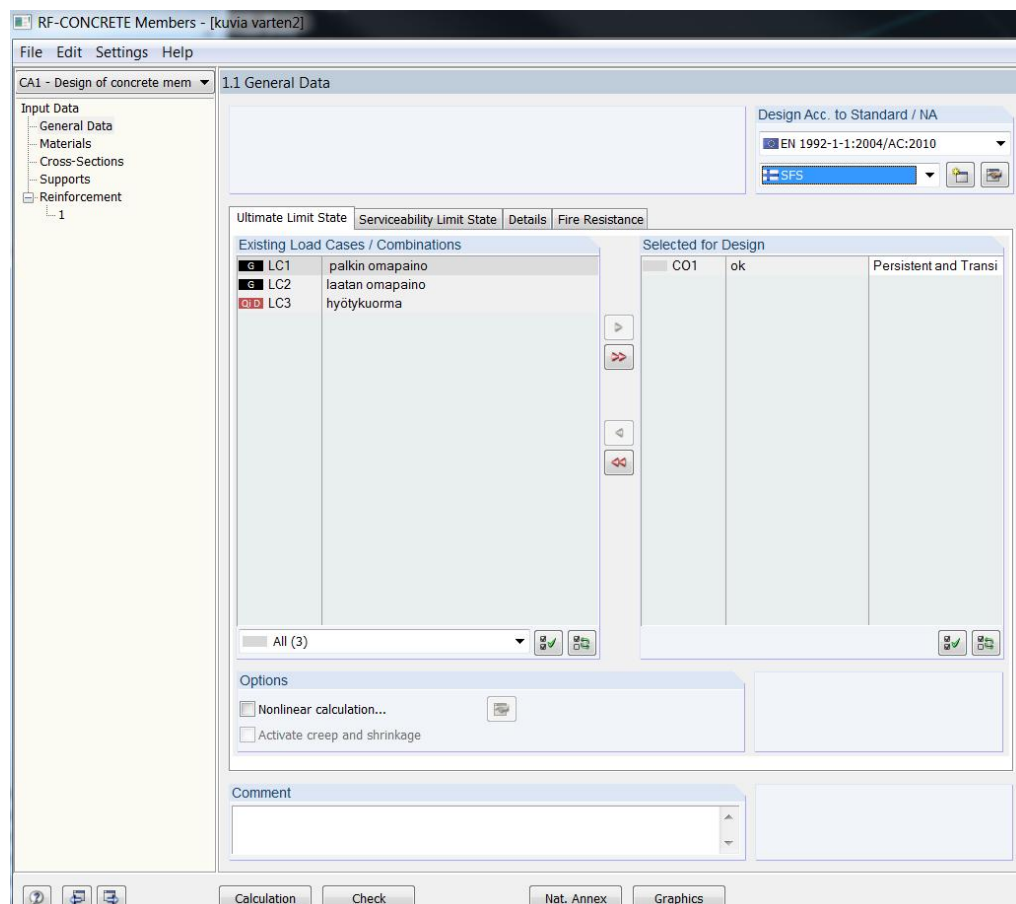 RF-CONCRETE Members - [kuvia varten2]
File Edit Settings Help
CA1 - Design of concrete mem
1.1 General Data
Input Data
General Data
Materials
Cross-Sections
Supports
Reinforcement
1
Design Acc. to Standard / NA
EN 1992-1-1:2004/AC:2010
SFS
Ultimate Limit State Serviceability Limit State Details Fire Resistance
Existing Load Cases / Combinations
G LC1 palkin omapaino
G LC2 laatan omapaino
Qi D LC3 hyötykuorma
All (3)
Selected for Design
CO1 ok Persistent and Transi
Options
Nonlinear calculation...
Activate creep and shrinkage
Comment
Calculation Check Nat. Annex Graphics